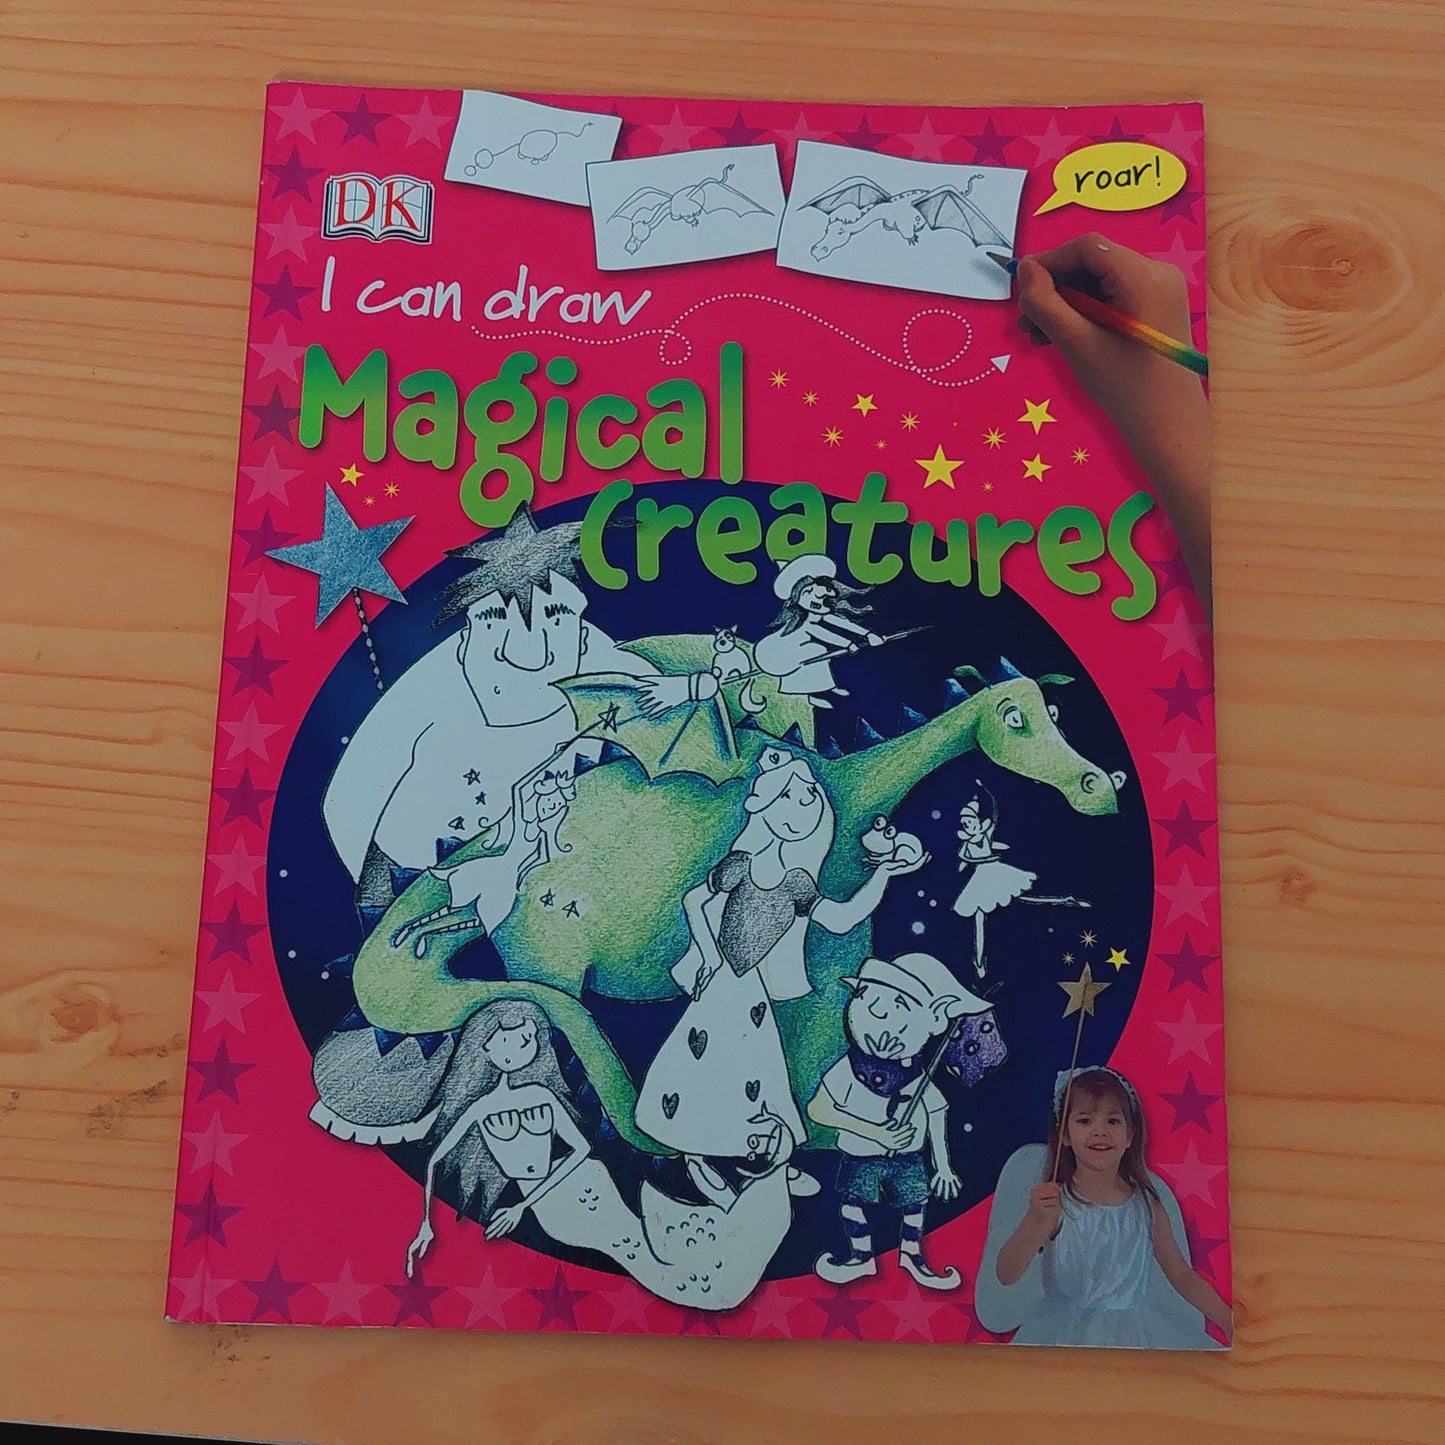 roar!
DK
I can draw
Magical
Creatures